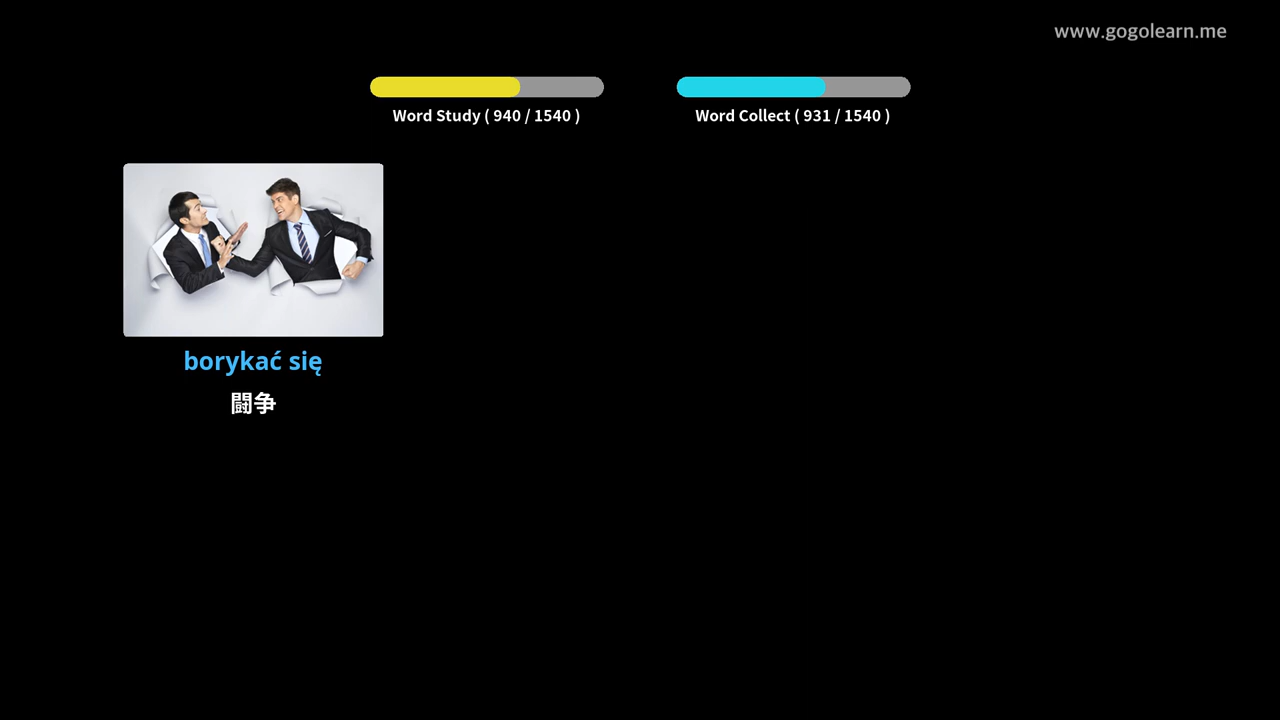 www.gogolearn.me
Word Study ( 940 / 1540 )
Word Collect ( 931 / 1540 )
borykać się
闘争